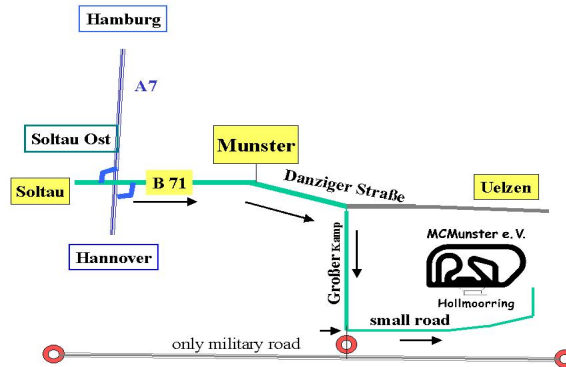 Hamburg
A7
Soltau Ost
Munster
Soltau
B 71
Danziger Straße
Uelzen
Hannover
MCMunster e.V.
Großer Kamp
Hollmoorring
small road
only military road